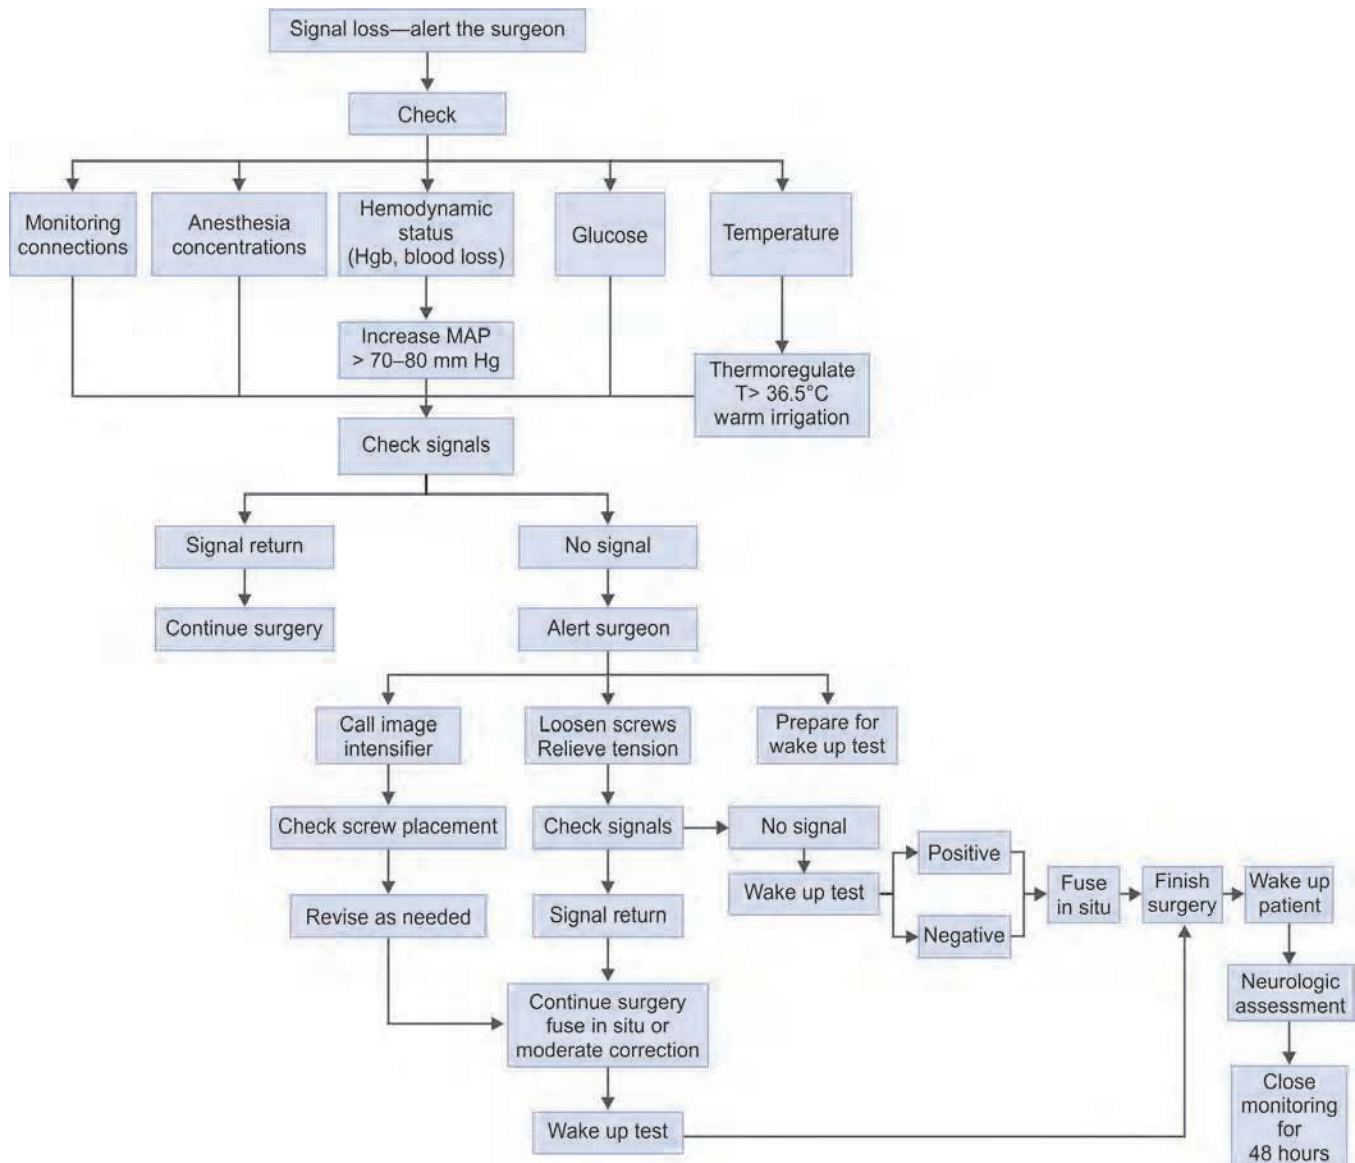 Signal loss—alert the surgeon
Check
Monitoring
connections
Anesthesia
concentrations
Hemodynamic
status
(Hgb, blood loss)
Glucose
Temperature
Increase MAP
> 70–80 mm Hg
Thermoregulate
T> 36.5°C
warm irrigation
Check signals
Signal return
No signal
Continue surgery
Alert surgeon
Call image
intensifier
Loosen screws
Relieve tension
Prepare for
wake up test
Check screw placement
Check signals
No signal
Positive
Wake up test
Fuse
in situ
Finish
surgery
Wake up
patient
Revise as needed
Signal return
Negative
Neurologic
assessment
Continue surgery
fuse in situ or
moderate correction
Wake up test
Close
monitoring
for
48 hours